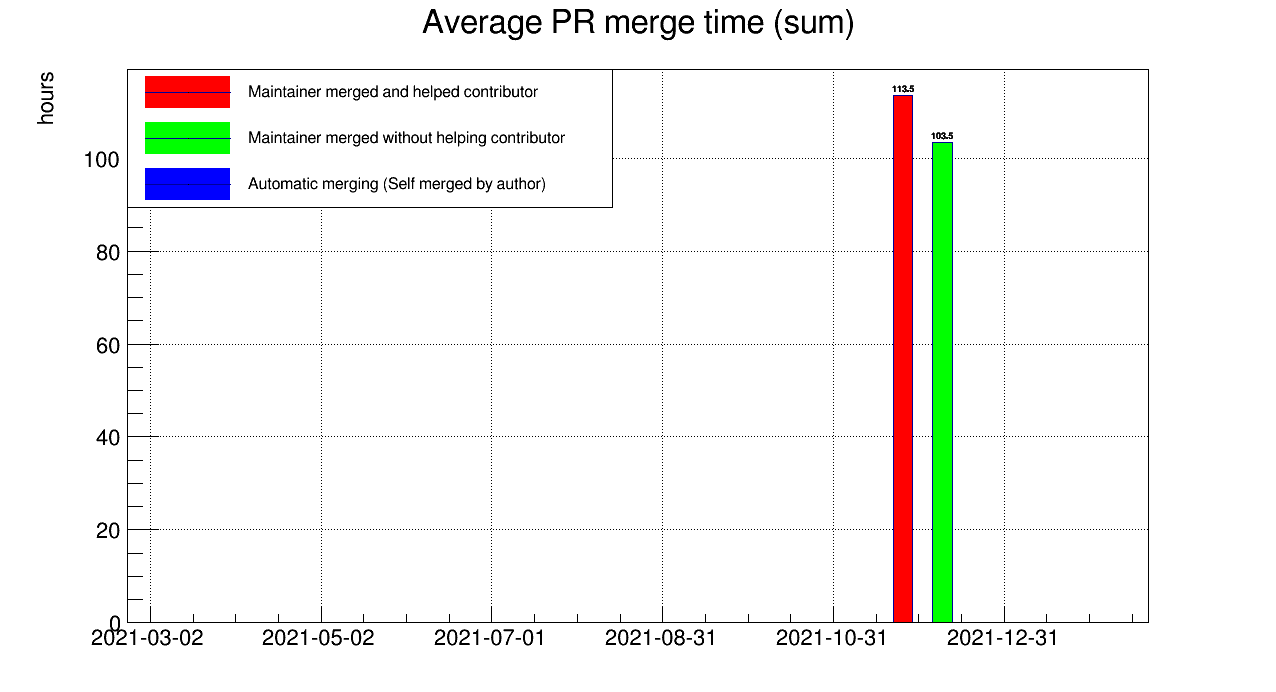 Average PR merge time (sum)
hours
Maintainer merged and helped contributor
Maintainer merged without helping contributor
Automatic merging (Self merged by author)
113.5
103.5
100
80
60
40
20
0
2021-03-02 2021-05-02 2021-07-01 2021-08-31 2021-10-31 2021-12-31